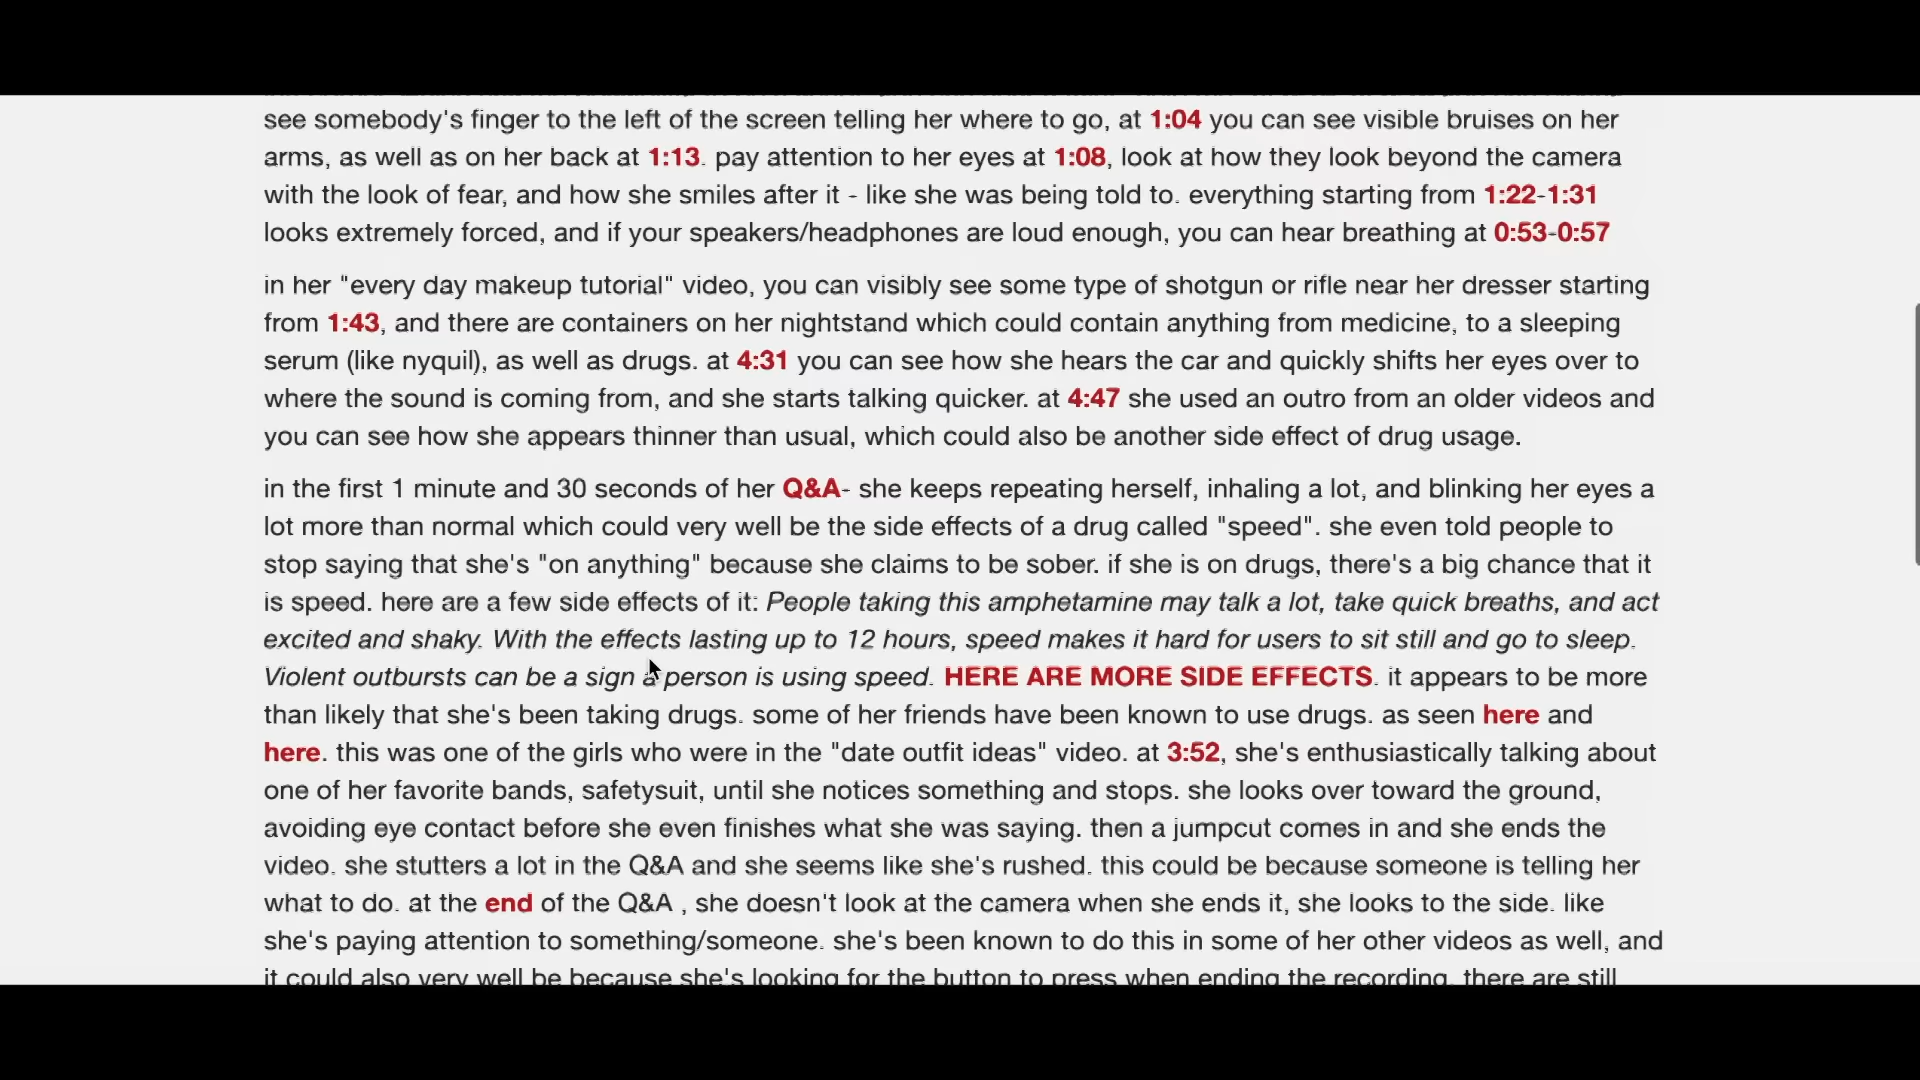 see somebody's finger to the left of the screen telling her where to go, at 1:04 you can see visible bruises on her
arms, as well as on her back at 1:13. pay attention to her eyes at 1:08, look at how they look beyond the camera
with the look of fear, and how she smiles after it - like she was being told to. everything starting from 1:22-1:31
looks extremely forced, and if your speakers/headphones are loud enough, you can hear breathing at 0:53-0:57
in her "every day makeup tutorial" video, you can visibly see some type of shotgun or rifle near her dresser starting
from 1:43, and there are containers on her nightstand which could contain anything from medicine, to a sleeping
serum (like nyquil), as well as drugs. at 4:31 you can see how she hears the car and quickly shifts her eyes over to
where the sound is coming from, and she starts talking quicker. at 4:47 she used an outro from an older videos and
you can see how she appears thinner than usual, which could also be another side effect of drug usage.
in the first 1 minute and 30 seconds of her Q&A- she keeps repeating herself, inhaling a lot, and blinking her eyes a
lot more than normal which could very well be the side effects of a drug called "speed". she even told people to
stop saying that she's "on anything" because she claims to be sober. if she is on drugs, there's a big chance that it
is speed. here are a few side effects of it: People taking this amphetamine may talk a lot, take quick breaths, and act
excited and shaky. With the effects lasting up to 12 hours, speed makes it hard for users to sit still and go to sleep.
Violent outbursts can be a sign a person is using speed. HERE ARE MORE SIDE EFFECTS. it appears to be more
than likely that she's been taking drugs. some of her friends have been known to use drugs. as seen here and
here. this was one of the girls who were in the "date outfit ideas" video. at 3:52, she's enthusiastically talking about
one of her favorite bands, safetysuit, until she notices something and stops. she looks over toward the ground,
avoiding eye contact before she even finishes what she was saying. then a jumpcut comes in and she ends the
video. she stutters a lot in the Q&A and she seems like she's rushed. this could be because someone is telling her
what to do. at the end of the Q&A , she doesn't look at the camera when she ends it, she looks to the side. like
she's paying attention to something/someone. she's been known to do this in some of her other videos as well, and
it could also very well be because she's looking for the button to press when ending the recording. there are still